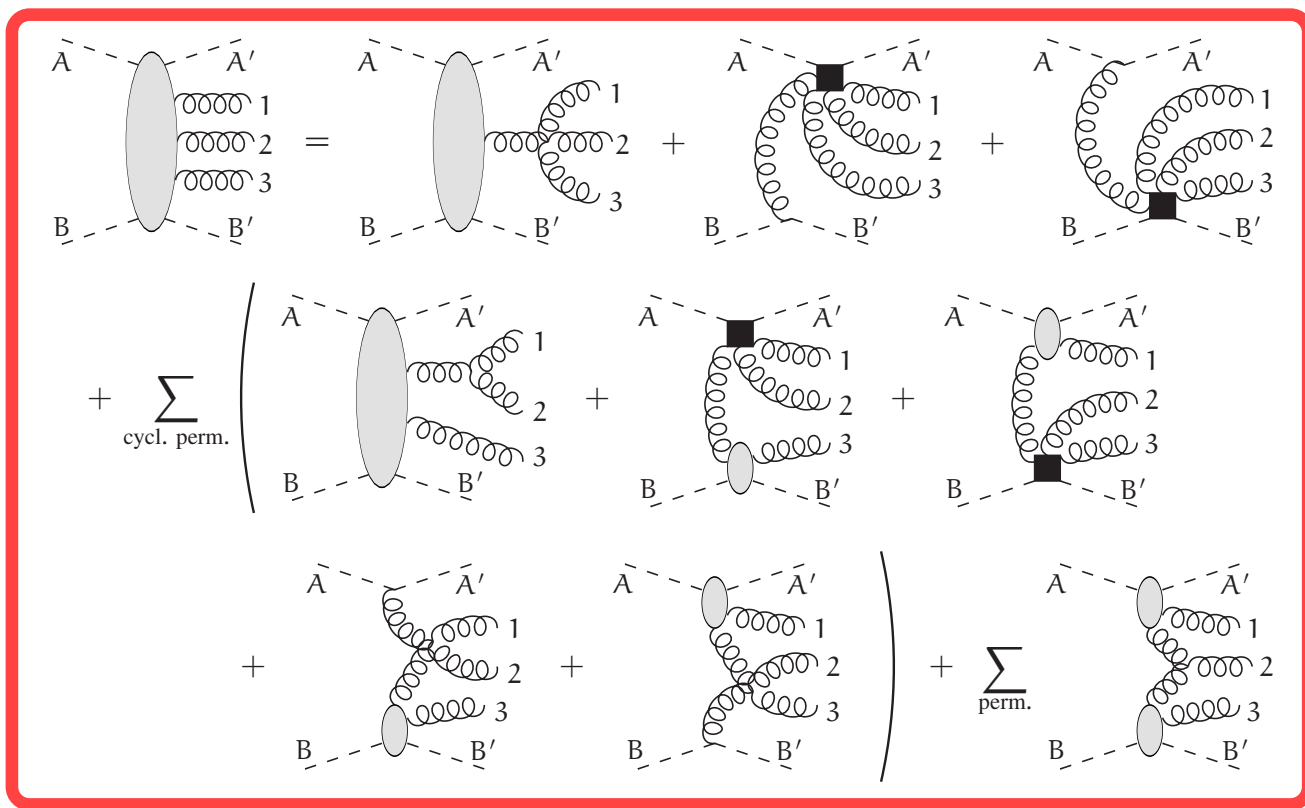 A A′ A A′ A A′ A A′
1 2 3 = 1 2 3 + 1 2 3 + 1 2 3
B B′ B B′ B B′ B B′
A A′ A A′ A A′
+ ∑ cycl. perm. ( 1 2 3 + 1 2 3 + 1 2 3
B B′ B B′ B B′
A A′ A A′ A A′
+ 1 2 3 + 1 2 3 ) + ∑ perm. 1 2 3
B B′ B B′ B B′